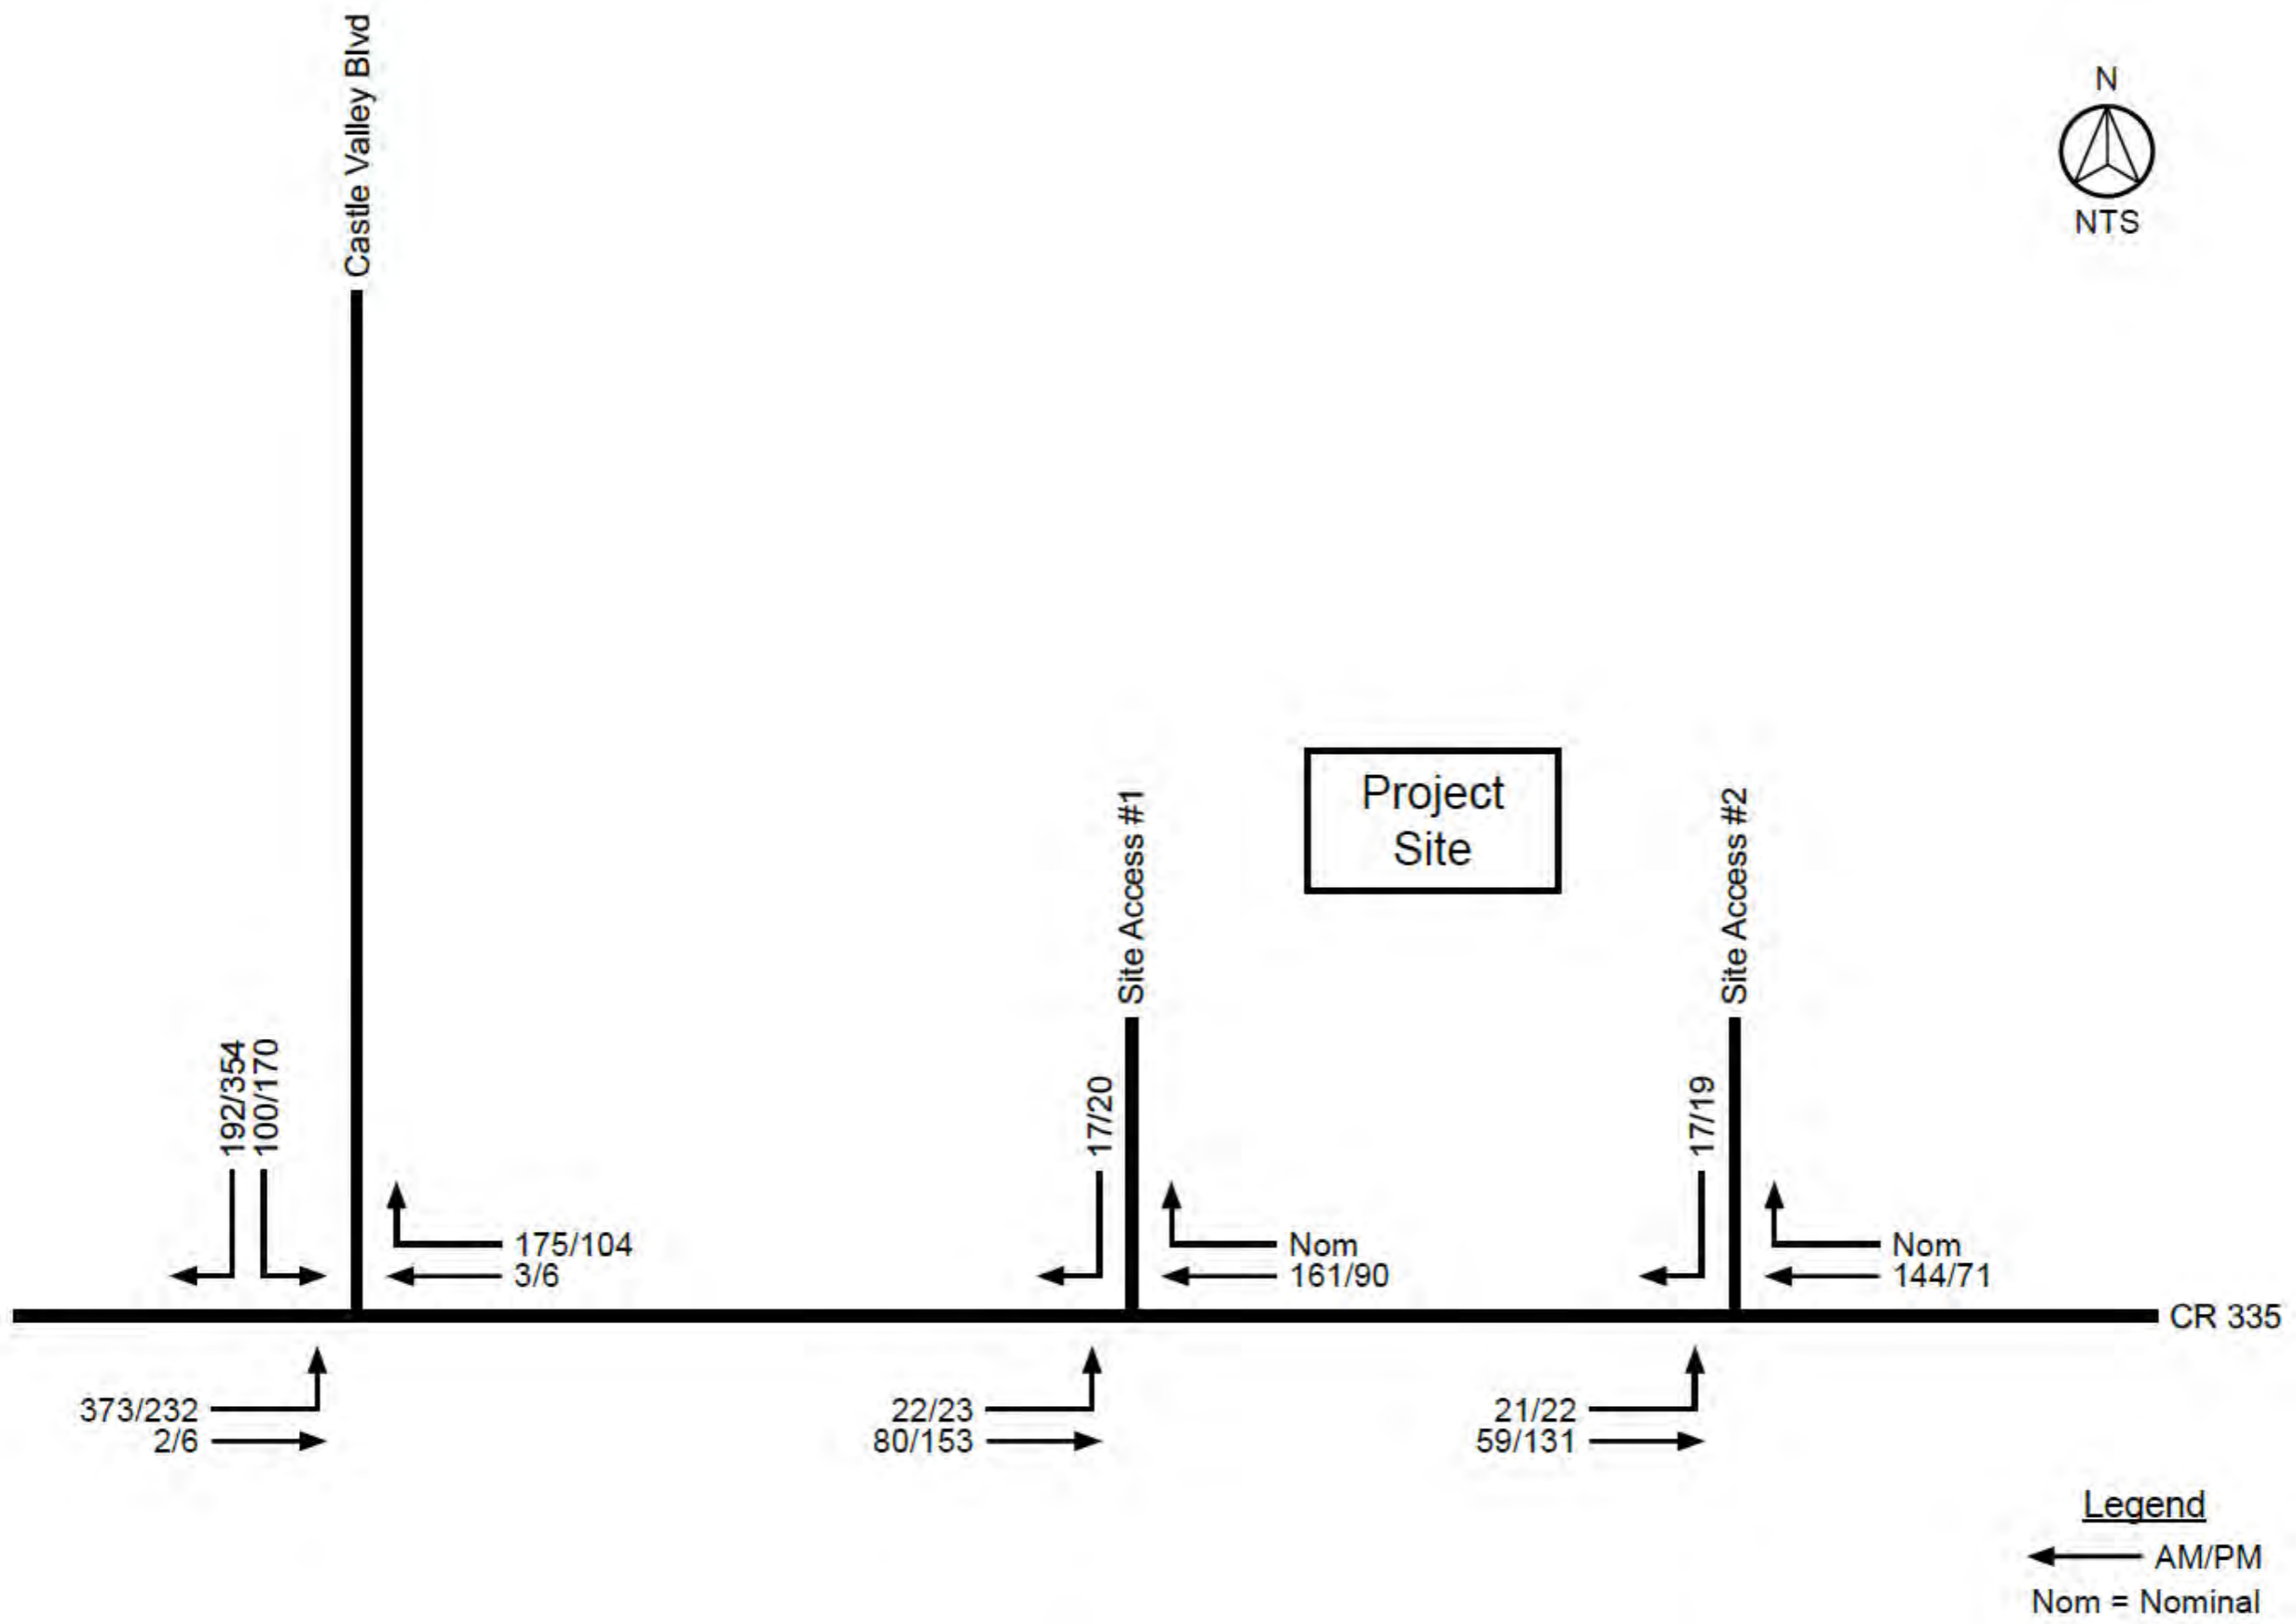 Castle Valley Blvd
N
NTS
Project
Site
Site Access #1
Site Access #2
192/354
100/170
175/104
3/6
17/20
Nom
161/90
17/19
Nom
144/71
CR 335
373/232
2/6
22/23
80/153
21/22
59/131
Legend
AM/PM
Nom = Nominal